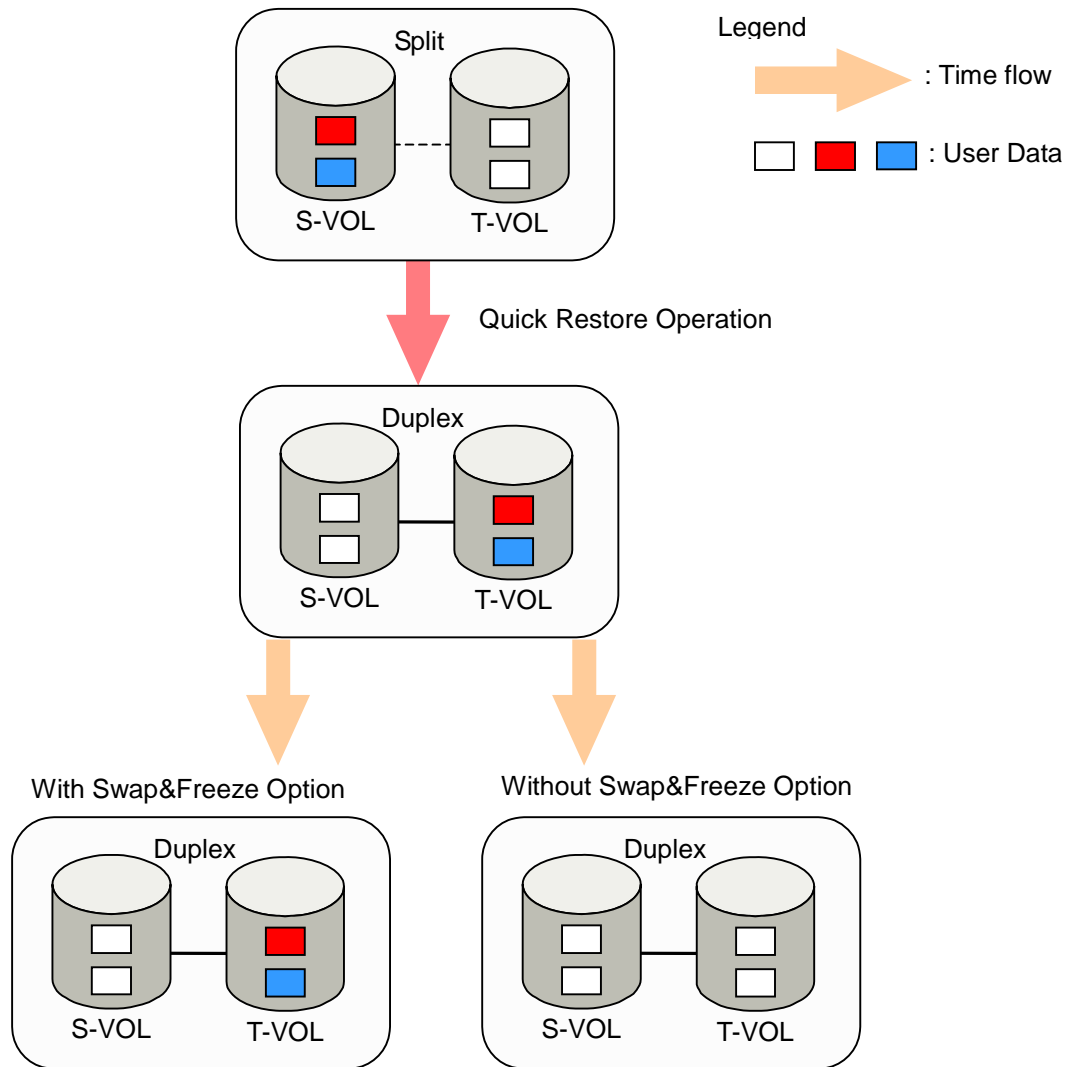 Split
S-VOL
T-VOL
Legend
: Time flow
: User Data
Quick Restore Operation
Duplex
S-VOL
T-VOL
With Swap&Freeze Option
Without Swap&Freeze Option
Duplex
S-VOL
T-VOL
Duplex
S-VOL
T-VOL